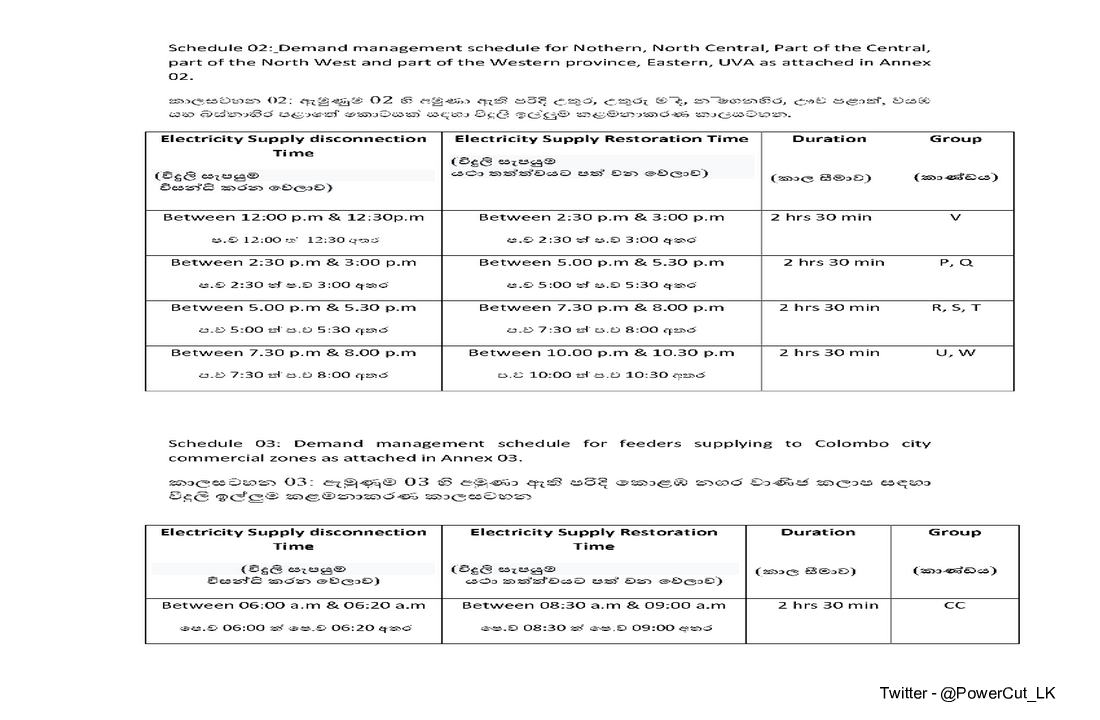 Schedule 02: Demand management schedule for Nothern, North Central, Part of the Central,
part of the North West and part of the Western province, Eastern, UVA as attached in Annex
02.
කාලසටහන 02: ඇමුණුම 02 හි අමුණා ඇති පරිදි උතුර, උතුරු මැද, නැගෙනහිර, ඌව පළාත්, වයඹ
සහ බස්නාහිර පළාතේ කොටසක් සඳහා විදුලි ඉල්ලුම කළමනාකරණ කාලසටහන.
Electricity Supply disconnection
Time
(විදුලි සැපයුම
විසන්ධි කරන වේලාව)
Electricity Supply Restoration Time
(විදුලි සැපයුම
යථා තත්ත්වයට පත් වන වේලාව)
Duration
(කාල සීමාව)
Group
(කාණ්ඩය)
Between 12:00 p.m & 12:30p.m
ප.ව 12:00 ත් 12:30 අතර
Between 2:30 p.m & 3:00 p.m
ප.ව 2:30 ත් ප.ව 3:00 අතර
2 hrs 30 min
V
Between 2:30 p.m & 3:00 p.m
ප.ව 2:30 ත් ප.ව 3:00 අතර
Between 5.00 p.m & 5.30 p.m
ප.ව 5:00 ත් ප.ව 5:30 අතර
2 hrs 30 min
P, Q
Between 5.00 p.m & 5.30 p.m
ප.ව 5:00 ත් ප.ව 5:30 අතර
Between 7.30 p.m & 8.00 p.m
ප.ව 7:30 ත් ප.ව 8:00 අතර
2 hrs 30 min
R, S, T
Between 7.30 p.m & 8.00 p.m
ප.ව 7:30 ත් ප.ව 8:00 අතර
Between 10.00 p.m & 10.30 p.m
ප.ව 10:00 ත් ප.ව 10:30 අතර
2 hrs 30 min
U, W
Schedule 03: Demand management schedule for feeders supplying to Colombo city
commercial zones as attached in Annex 03.
කාලසටහන 03: ඇමුණුම 03 හි අමුණා ඇති පරිදි කොළඹ නගර වාණිජ කලාප සඳහා
විදුලි ඉල්ලුම කළමනාකරණ කාලසටහන
Electricity Supply disconnection
Time
(විදුලි සැපයුම
විසන්ධි කරන වේලාව)
Electricity Supply Restoration
Time
(විදුලි සැපයුම
යථා තත්ත්වයට පත් වන වේලාව)
Duration
(කාල සීමාව)
Group
(කාණ්ඩය)
Between 06:00 a.m & 06:20 a.m
පෙ.ව 06:00 ත් පෙ.ව 06:20 අතර
Between 08:30 a.m & 09:00 a.m
පෙ.ව 08:30 ත් පෙ.ව 09:00 අතර
2 hrs 30 min
CC
Twitter - @PowerCut_LK